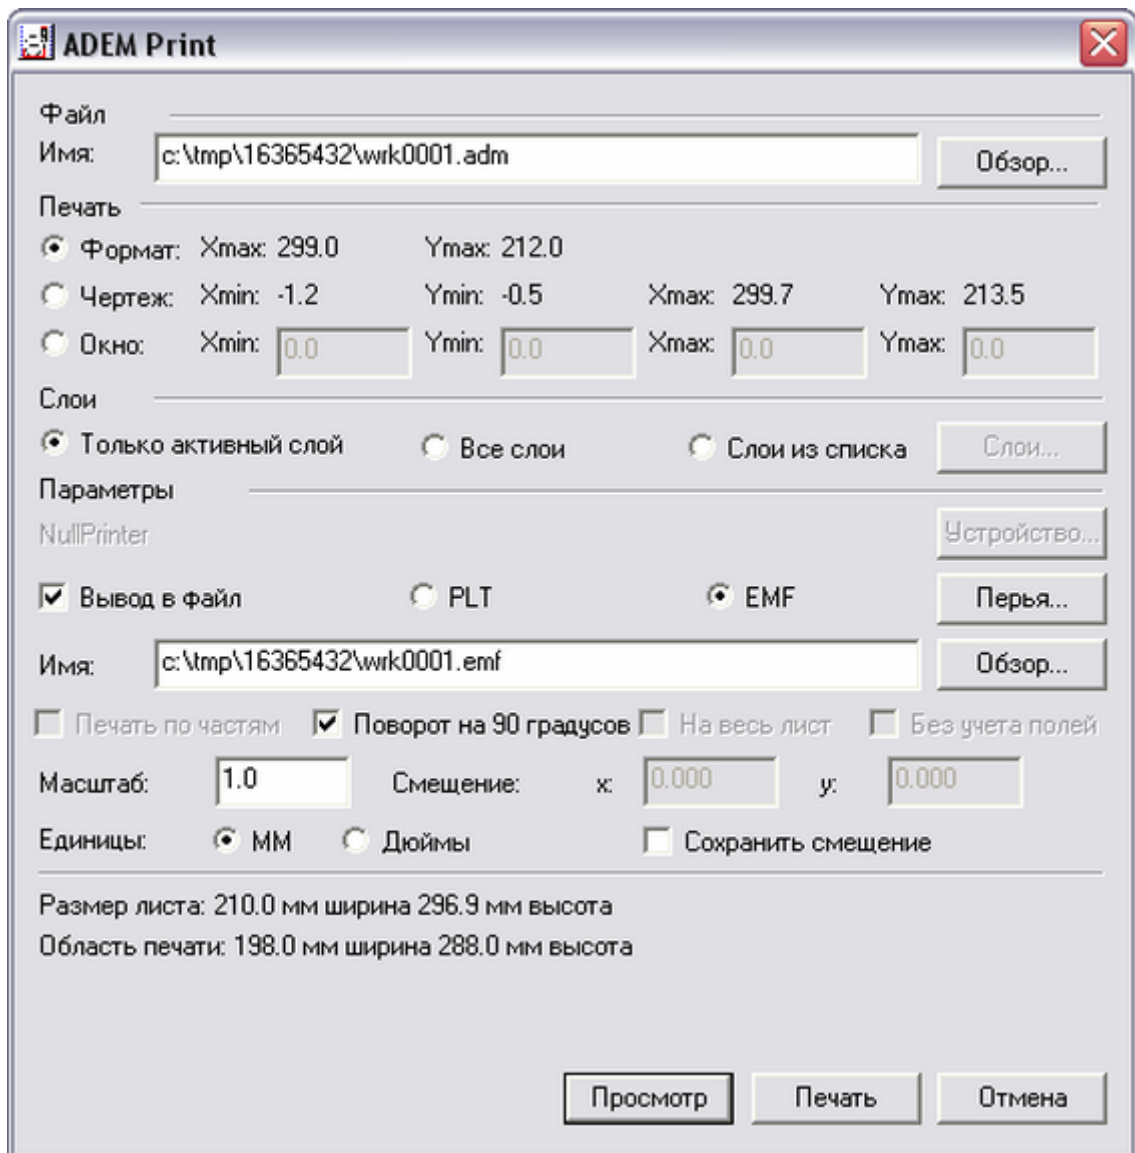 ADEM Print
Файл
Имя: c:\tmp\16365432\wrk0001.adm Обзор...
Печать
Формат: Xmax: 299.0 Ymax: 212.0
Чертеж: Xmin: -1.2 Ymin: -0.5 Xmax: 299.7 Ymax: 213.5
Окно: Xmin: 0.0 Ymin: 0.0 Xmax: 0.0 Ymax: 0.0
Слои
Только активный слой Все слои Слои из списка Слои...
Параметры
NullPrinter Устройство...
Вывод в файл PLT EMF Перья...
Имя: c:\tmp\16365432\wrk0001.emf Обзор...
Печать по частям Поворот на 90 градусов На весь лист Без учета полей
Масштаб: 1.0 Смещение: x: 0.000 y: 0.000
Единицы: ММ Дюймы Сохранить смещение
Размер листа: 210.0 мм ширина 296.9 мм высота
Область печати: 198.0 мм ширина 288.0 мм высота
Просмотр Печать Отмена